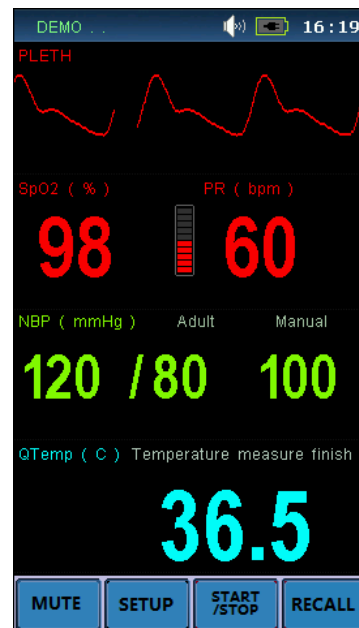 DEMO . . 16:19
PLETH
SpO2 ( % ) PR ( bpm )
98 60
NBP ( mmHg ) Adult Manual
120 / 80 100
QTemp ( C ) Temperature measure finish
36.5
MUTE SETUP START /STOP RECALL